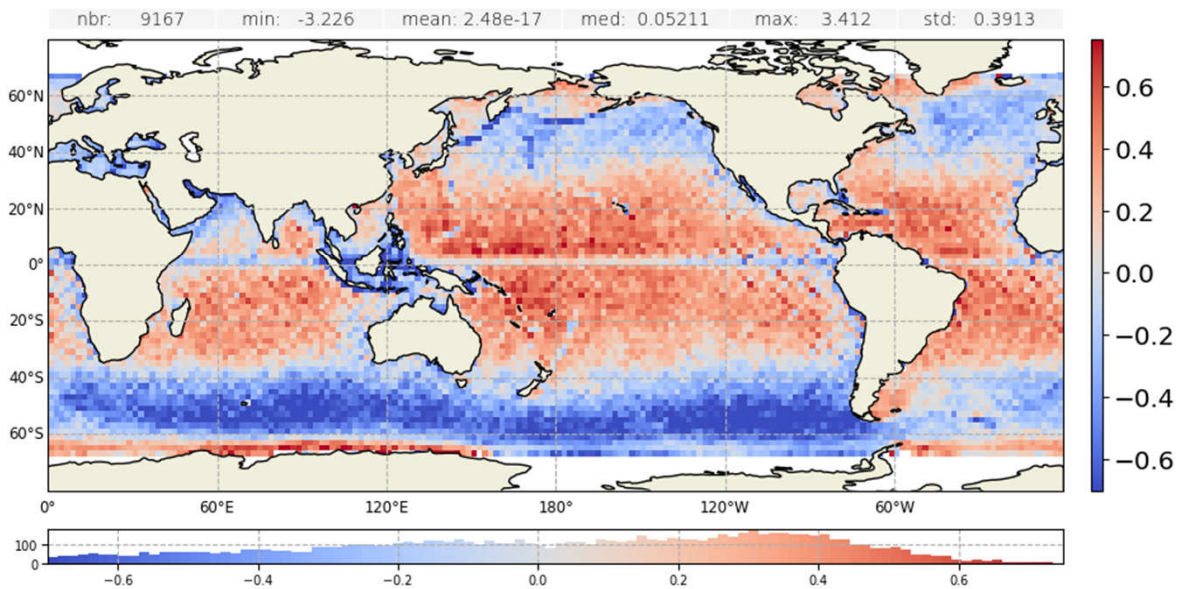 nbr: 9167 min: -3.226 mean: 2.48e-17 med: 0.05211 max: 3.412 std: 0.3913
60°N
40°N
20°N
0°
20°S
40°S
60°S
0° 60°E 120°E 180° 120°W 60°W
0.6
0.4
0.2
0.0
−0.2
−0.4
−0.6
100
0
−0.6 −0.4 −0.2 0.0 0.2 0.4 0.6